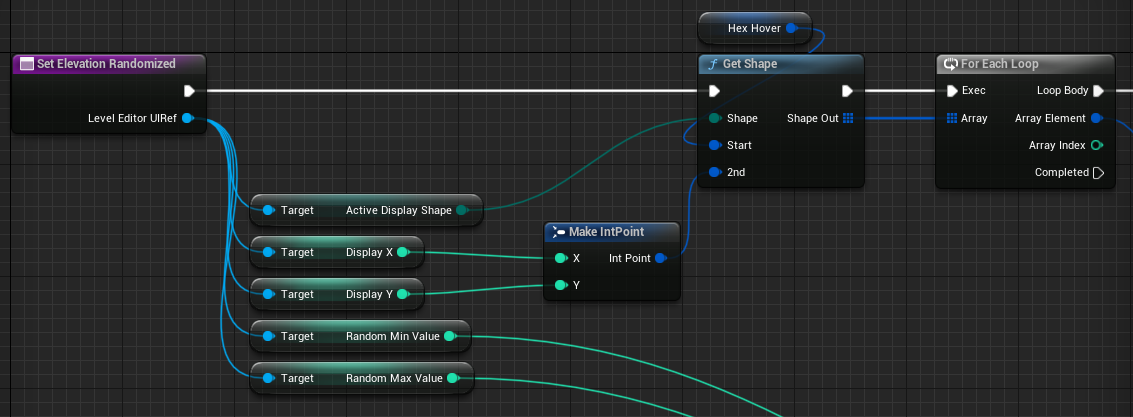 Hex Hover
Set Elevation Randomized
Get Shape
For Each Loop
Exec
Loop Body
Level Editor UIRef
Shape
Shape Out
Array
Array Element
Start
Array Index
2nd
Completed
Target
Active Display Shape
Make IntPoint
Target
Display X
X
Int Point
Y
Target
Display Y
Target
Random Min Value
Target
Random Max Value